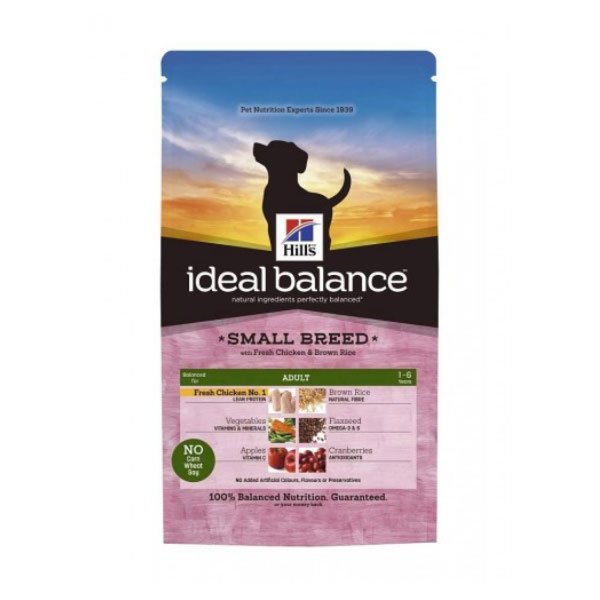 Pet Nutrition Experts Since 1939
Hill's
ideal balance™
natural ingredients perfectly balanced*
*SMALL BREED*
with Fresh Chicken & Brown Rice
Balanced For
ADULT
1-6 Years
Fresh Chicken No. 1
LEAN PROTEIN
Brown Rice
NATURAL FIBRE
Vegetables
VITAMINS & MINERALS
Flaxseed
OMEGA-3 & 6
Apples
VITAMIN C
Cranberries
ANTIOXIDANTS
NO
Corn
Wheat
Soy
NO Added Artificial Colours, Flavours or Preservatives
100% Balanced Nutrition. Guaranteed.
or your money back